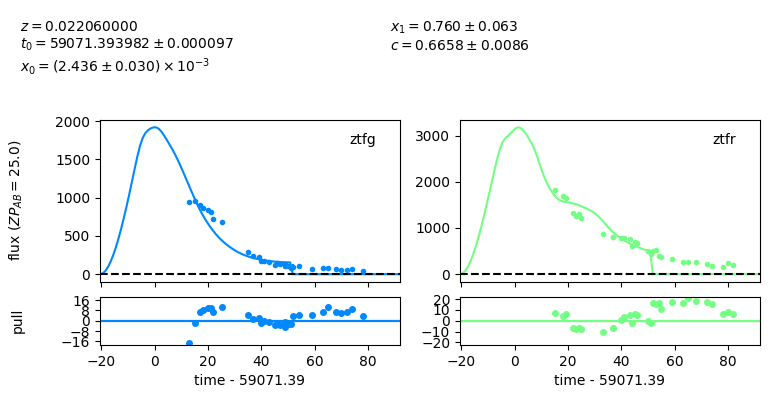 z = 0.022060000
t₀ = 59071.393982 ± 0.000097
x₀ = (2.436 ± 0.030) × 10⁻³
x₁ = 0.760 ± 0.063
c = 0.6658 ± 0.0086
flux (ZP_AB = 25.0)
2000
1500
1000
500
0
ztfg
3000
2000
1000
0
ztfr
pull
16
8
0
−8
−16
−20
0
20
40
60
80
time - 59071.39
20
10
0
−10
−20
−20
0
20
40
60
80
time - 59071.39